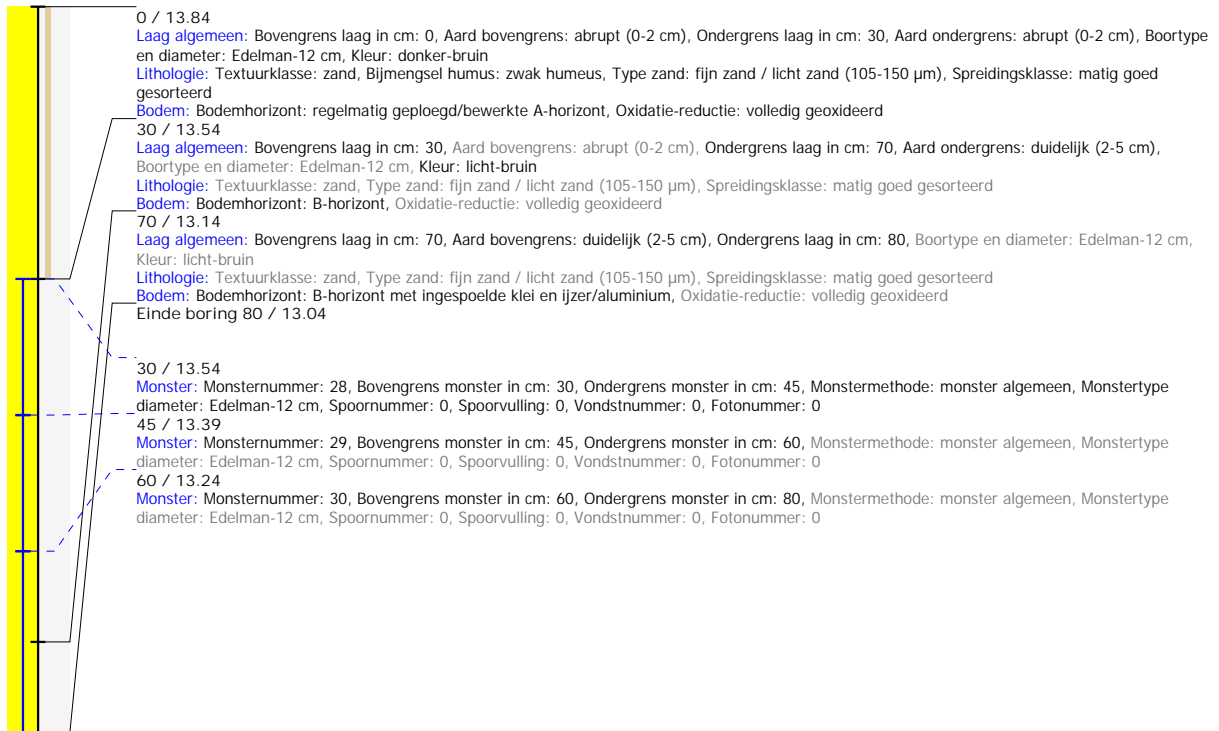 0 / 13.84
Laag algemeen: Bovengrens laag in cm: 0, Aard bovengrens: abrupt (0-2 cm), Ondergrens laag in cm: 30, Aard ondergrens: abrupt (0-2 cm), Boortype
en diameter: Edelman-12 cm, Kleur: donker-bruin
Lithologie: Textuurklasse: zand, Bijmengsel humus: zwak humeus, Type zand: fijn zand / licht zand (105-150 µm), Spreidingsklasse: matig goed
gesorteerd
Bodem: Bodemhorizont: regelmatig geploegd/bewerkte A-horizont, Oxidatie-reductie: volledig geoxideerd
30 / 13.54
Laag algemeen: Bovengrens laag in cm: 30, Aard bovengrens: abrupt (0-2 cm), Ondergrens laag in cm: 70, Aard ondergrens: duidelijk (2-5 cm),
Boortype en diameter: Edelman-12 cm, Kleur: licht-bruin
Lithologie: Textuurklasse: zand, Type zand: fijn zand / licht zand (105-150 µm), Spreidingsklasse: matig goed gesorteerd
Bodem: Bodemhorizont: B-horizont, Oxidatie-reductie: volledig geoxideerd
70 / 13.14
Laag algemeen: Bovengrens laag in cm: 70, Aard bovengrens: duidelijk (2-5 cm), Ondergrens laag in cm: 80, Boortype en diameter: Edelman-12 cm,
Kleur: licht-bruin
Lithologie: Textuurklasse: zand, Type zand: fijn zand / licht zand (105-150 µm), Spreidingsklasse: matig goed gesorteerd
Bodem: Bodemhorizont: B-horizont met ingespoelde klei en ijzer/aluminium, Oxidatie-reductie: volledig geoxideerd
Einde boring 80 / 13.04
30 / 13.54
Monster: Monsternummer: 28, Bovengrens monster in cm: 30, Ondergrens monster in cm: 45, Monstermethode: monster algemeen, Monstertype
diameter: Edelman-12 cm, Spoornummer: 0, Spoorvulling: 0, Vondstnummer: 0, Fotonummer: 0
45 / 13.39
Monster: Monsternummer: 29, Bovengrens monster in cm: 45, Ondergrens monster in cm: 60, Monstermethode: monster algemeen, Monstertype
diameter: Edelman-12 cm, Spoornummer: 0, Spoorvulling: 0, Vondstnummer: 0, Fotonummer: 0
60 / 13.24
Monster: Monsternummer: 30, Bovengrens monster in cm: 60, Ondergrens monster in cm: 80, Monstermethode: monster algemeen, Monstertype
diameter: Edelman-12 cm, Spoornummer: 0, Spoorvulling: 0, Vondstnummer: 0, Fotonummer: 0